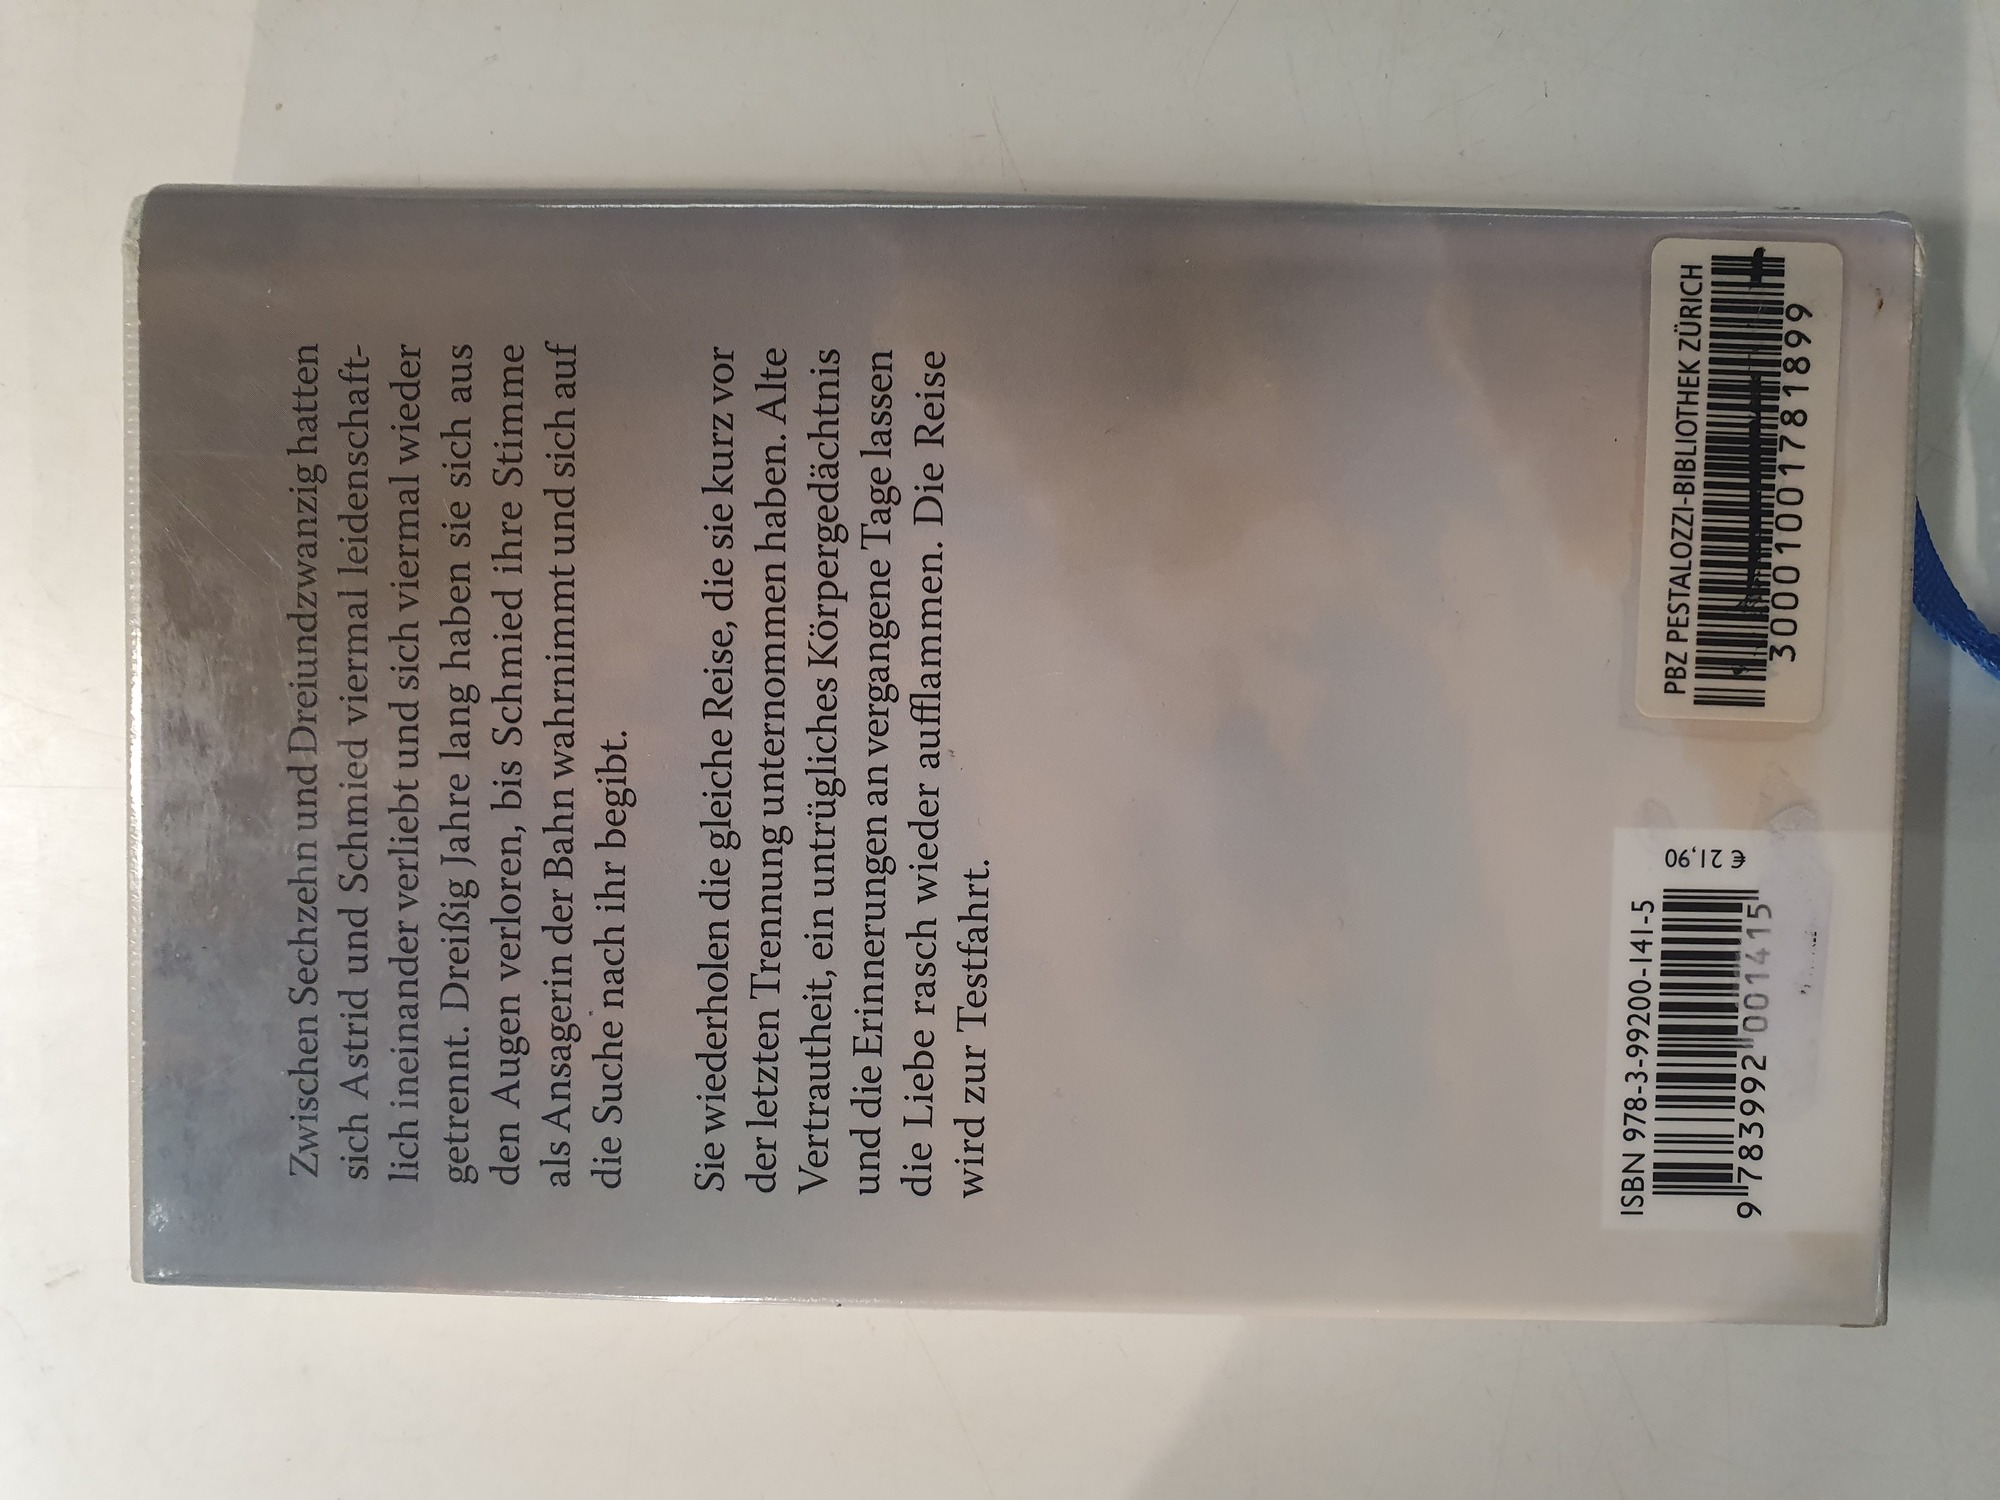 Zwischen Sechzehn und Dreiundzwanzig hatten
sich Astrid und Schmied viermal leidenschaft-
lich ineinander verliebt und sich viermal wieder
getrennt. Dreißig Jahre lang haben sie sich aus
den Augen verloren, bis Schmied ihre Stimme
als Ansagerin der Bahn wahrnimmt und sich auf
die Suche nach ihr begibt.
Sie wiederholen die gleiche Reise, die sie kurz vor
der letzten Trennung unternommen haben. Alte
Vertrautheit, ein untrügliches Körpergedächtnis
und die Erinnerungen an vergangene Tage lassen
die Liebe rasch wieder aufflammen. Die Reise
wird zur Testfahrt.
ISBN 978-3-99200-141-5
9 783992 001415
€ 21,90
PBZ PESTALOZZI-BIBLIOTHEK ZÜRICH
30001001781899